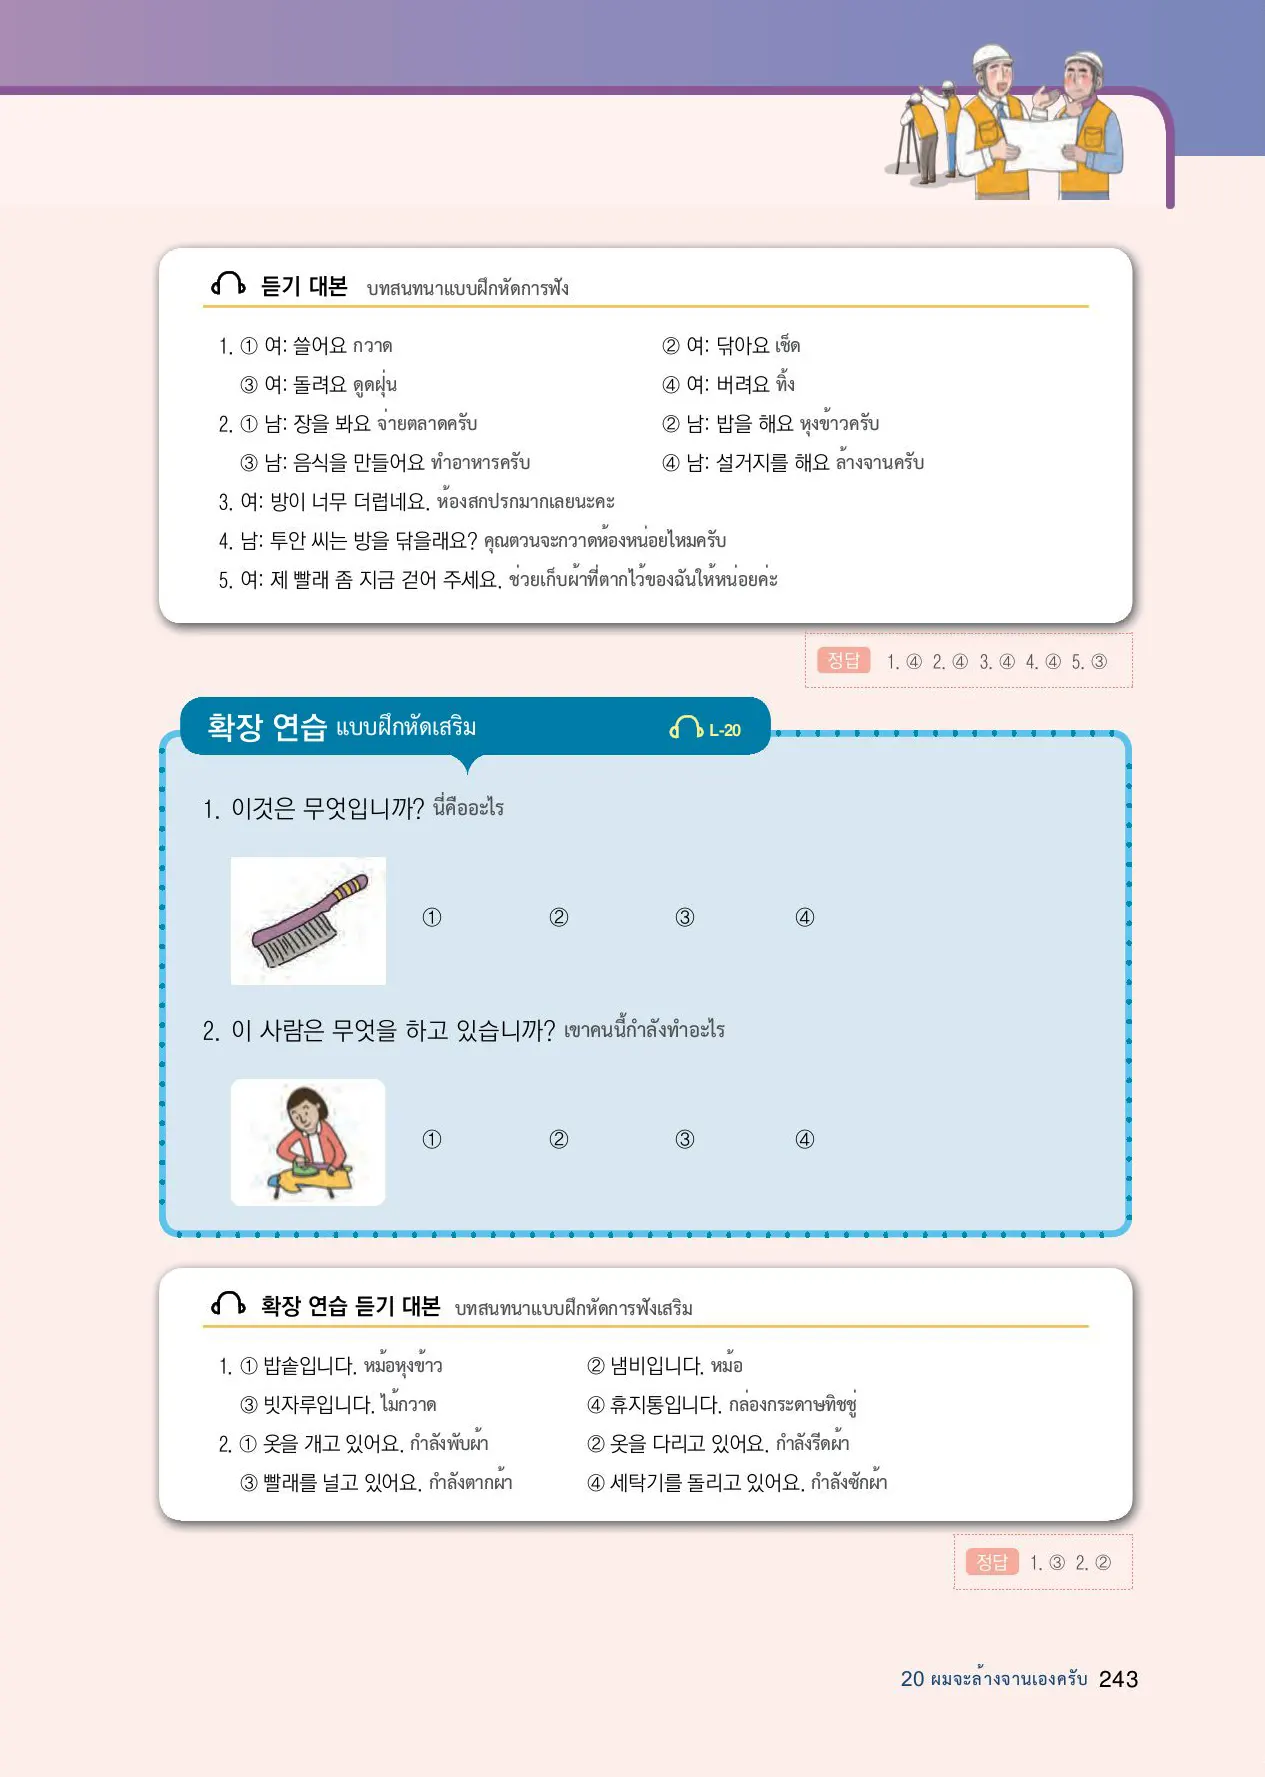 듣기 대본 บทสนทนาแบบฝึกหัดการฟัง
1. ① 여: 쓸어요 กวาด ② 여: 닦아요 เช็ด
③ 여: 돌려요 ดูดฝุ่น ④ 여: 버려요 ทิ้ง
2. ① 남: 장을 봐요 จ่ายตลาดครับ ② 남: 밥을 해요 หุงข้าวครับ
③ 남: 음식을 만들어요 ทำอาหารครับ ④ 남: 설거지를 해요 ล้างจานครับ
3. 여: 방이 너무 더럽네요. ห้องสกปรกมากเลยนะคะ
4. 남: 투안 씨는 방을 닦을래요? คุณตวนจะกวาดห้องหน่อยไหมครับ
5. 여: 제 빨래 좀 지금 걷어 주세요. ช่วยเก็บผ้าที่ตากไว้ของฉันให้หน่อยค่ะ
정답 1. ④ 2. ④ 3. ④ 4. ④ 5. ③
확장 연습 แบบฝึกหัดเสริม L-20
1. 이것은 무엇입니까? นี่คืออะไร
① ② ③ ④
2. 이 사람은 무엇을 하고 있습니까? เขาคนนี้กำลังทำอะไร
① ② ③ ④
확장 연습 듣기 대본 บทสนทนาแบบฝึกหัดการฟังเสริม
1. ① 밥솥입니다. หม้อหุงข้าว ② 냄비입니다. หม้อ
③ 빗자루입니다. ไม้กวาด ④ 휴지통입니다. กล่องกระดาษทิชชู่
2. ① 옷을 개고 있어요. กำลังพับผ้า ② 옷을 다리고 있어요. กำลังรีดผ้า
③ 빨래를 널고 있어요. กำลังตากผ้า ④ 세탁기를 돌리고 있어요. กำลังซักผ้า
정답 1. ③ 2. ②
20 ผมจะล้างจานเองครับ 243